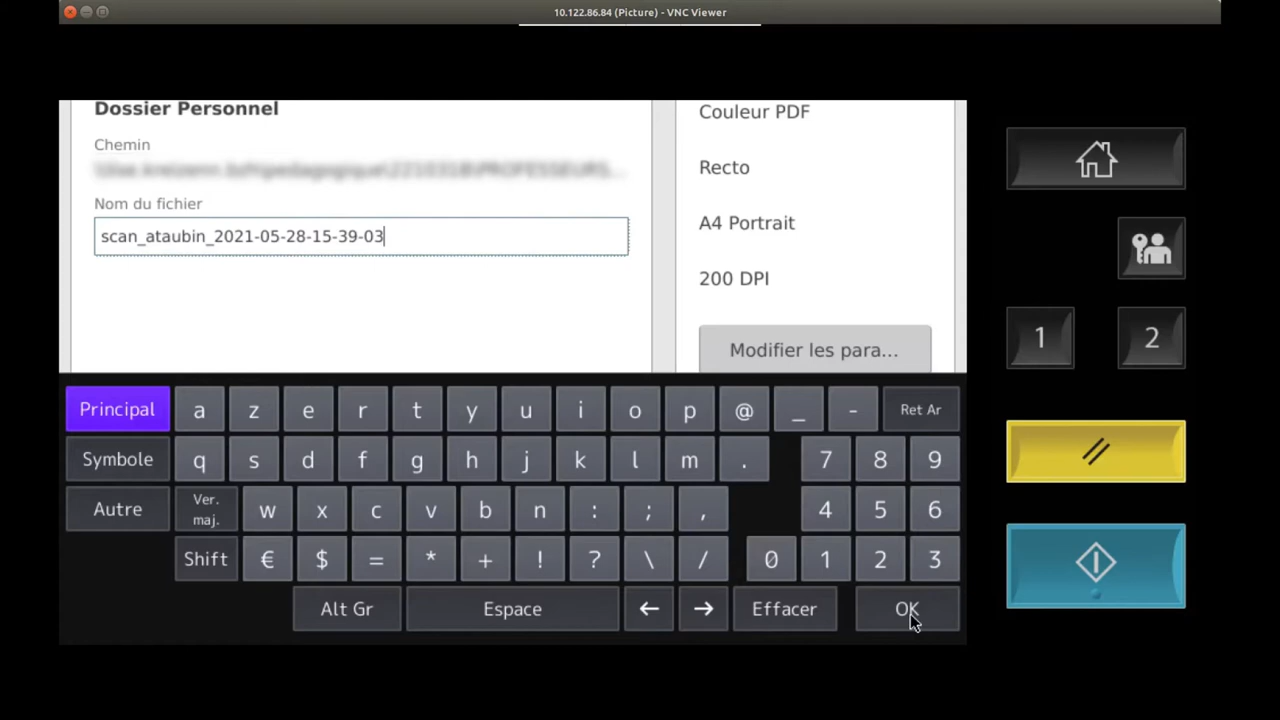 10.122.86.84 (Picture) - VNC Viewer
Dossier Personnel
Chemin
Nom du fichier
scan_ataubin_2021-05-28-15-39-03
Couleur PDF
Recto
A4 Portrait
200 DPI
Modifier les para...
1 2
Principal a z e r t y u i o p @ _ - Ret Ar
Symbole q s d f g h j k l m . 7 8 9
Autre Ver. maj. w x c v b n : ; , 4 5 6
Shift € $ = * + ! ? \ / 0 1 2 3
Alt Gr Espace ← → Effacer OK